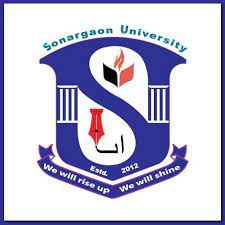 Sonargaon University
S
Estd. 2012
We will rise up We will shine